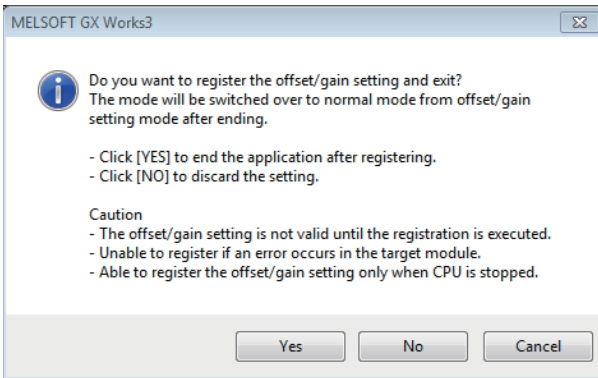 MELSOFT GX Works3
Do you want to register the offset/gain setting and exit?
The mode will be switched over to normal mode from offset/gain
setting mode after ending.
- Click [YES] to end the application after registering.
- Click [NO] to discard the setting.
Caution
- The offset/gain setting is not valid until the registration is executed.
- Unable to register if an error occurs in the target module.
- Able to register the offset/gain setting only when CPU is stopped.
Yes
No
Cancel